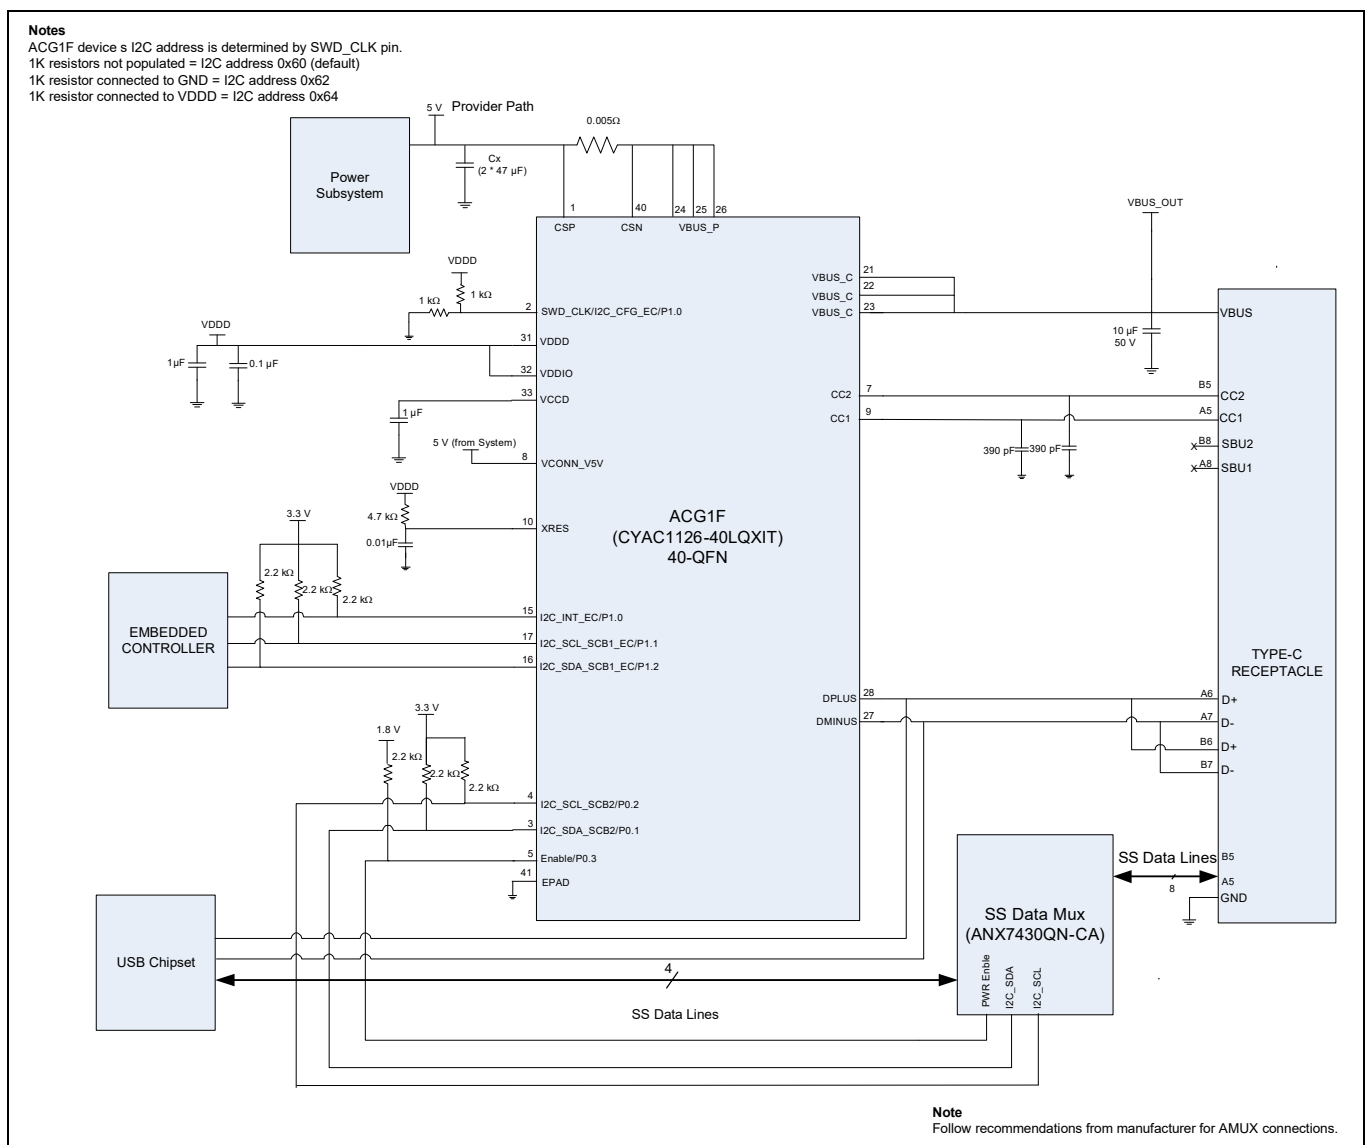 Notes
ACG1F device s I2C address is determined by SWD_CLK pin.
1K resistors not populated = I2C address 0x60 (default)
1K resistor connected to GND = I2C address 0x62
1K resistor connected to VDDD = I2C address 0x64
5 V Provider Path
0.005Ω
Cx
(2 * 47 µF)
Power
Subsystem
1 40 24 25 26
CSP CSN VBUS_P
VBUS_OUT
VDDD
1 kΩ
1 kΩ
2 SWD_CLK/I2C_CFG_EC/P1.0
VDDD
31 VDDD
1µF 0.1 µF
32 VDDIO
33 VCCD
1 µF
5 V (from System)
8 VCONN_V5V
VDDD
4.7 kΩ
10 XRES
0.01µF
3.3 V
2.2 kΩ
2.2 kΩ
2.2 kΩ
EMBEDDED
CONTROLLER
15 I2C_INT_EC/P1.0
17 I2C_SCL_SCB1_EC/P1.1
16 I2C_SDA_SCB1_EC/P1.2
3.3 V
1.8 V
2.2 kΩ
2.2 kΩ
2.2 kΩ
4 I2C_SCL_SCB2/P0.2
3 I2C_SDA_SCB2/P0.1
5 Enable/P0.3
41 EPAD
ACG1F
(CYAC1126-40LQXIT)
40-QFN
VBUS_C 21
VBUS_C 22
VBUS_C 23
10 µF
50 V
CC2 7
CC1 9
390 pF 390 pF
DPLUS 28
DMINUS 27
VBUS
B5 CC2
A5 CC1
X B8 SBU2
X A8 SBU1
TYPE-C
RECEPTACLE
A6 D+
A7 D-
B6 D+
B7 D-
B5
A5
GND
SS Data Lines
8
SS Data Mux
(ANX7430QN-CA)
PWR Enble
I2C_SDA
I2C_SCL
USB Chipset
4
SS Data Lines
Note
Follow recommendations from manufacturer for AMUX connections.